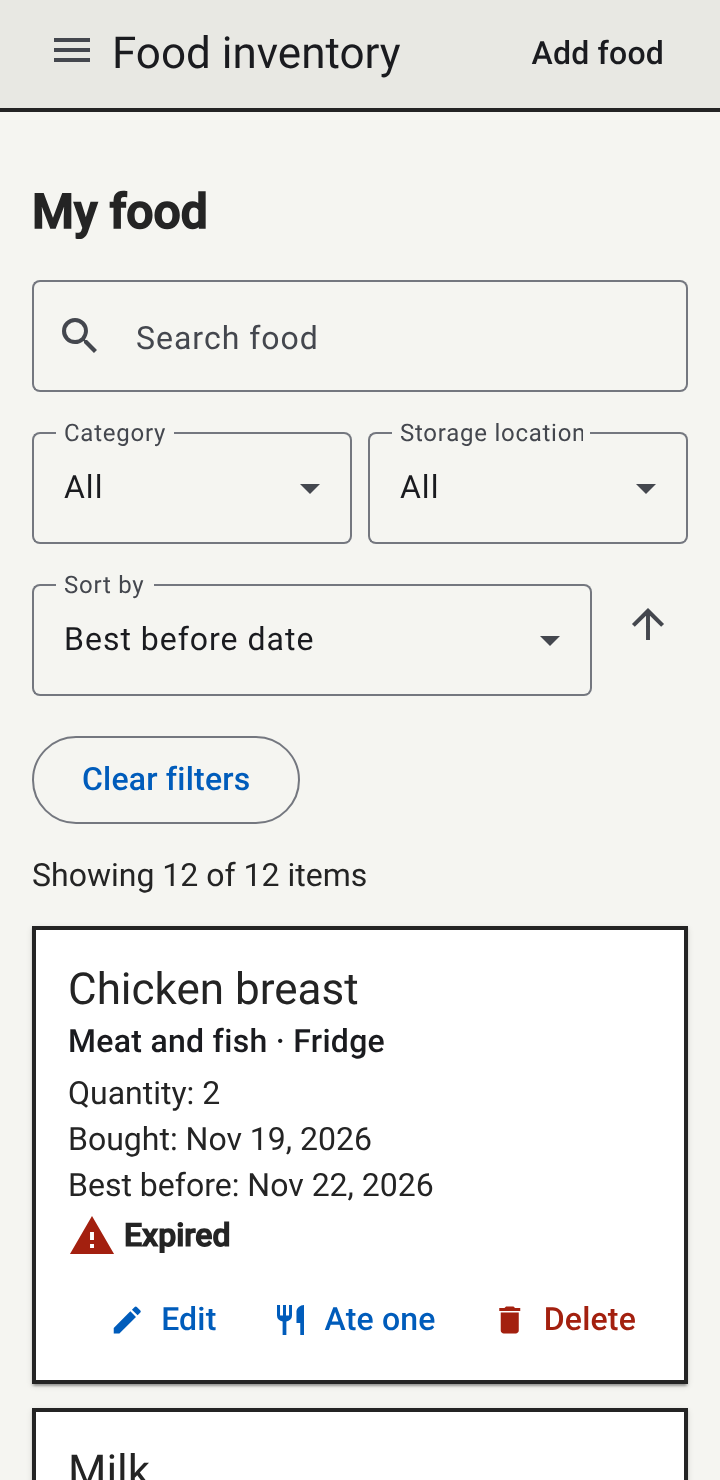 Food inventory
Add food
My food
Search food
Category
Storage location
All
All
Sort by
Best before date
Clear filters
Showing 12 of 12 items
Chicken breast
Meat and fish · Fridge
Quantity: 2
Bought: Nov 19, 2026
Best before: Nov 22, 2026
Expired
Edit
Ate one
Delete
Milk